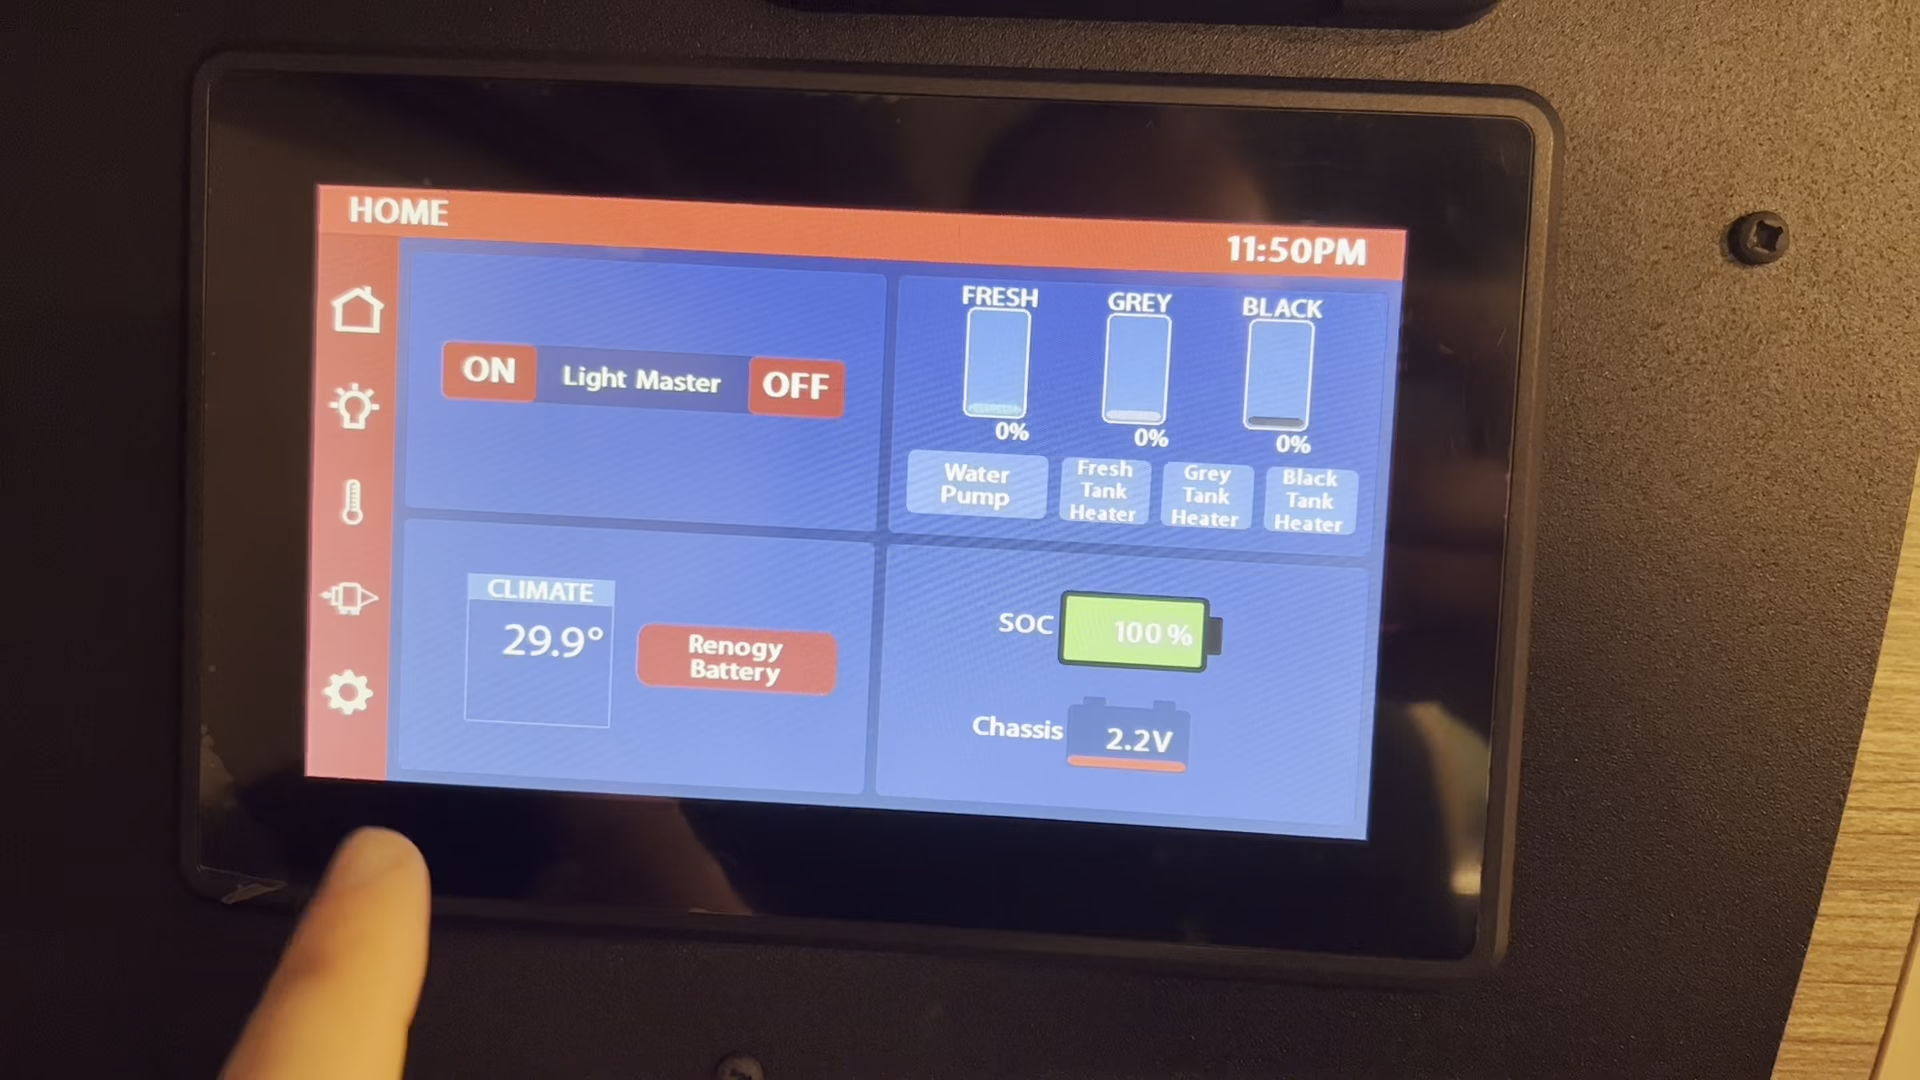 HOME
11:50PM
ON Light Master OFF
FRESH GREY BLACK
0% 0% 0%
Water
Pump
Fresh
Tank
Heater
Grey
Tank
Heater
Black
Tank
Heater
CLIMATE
29.9°
Renogy
Battery
SOC 100%
Chassis 2.2V